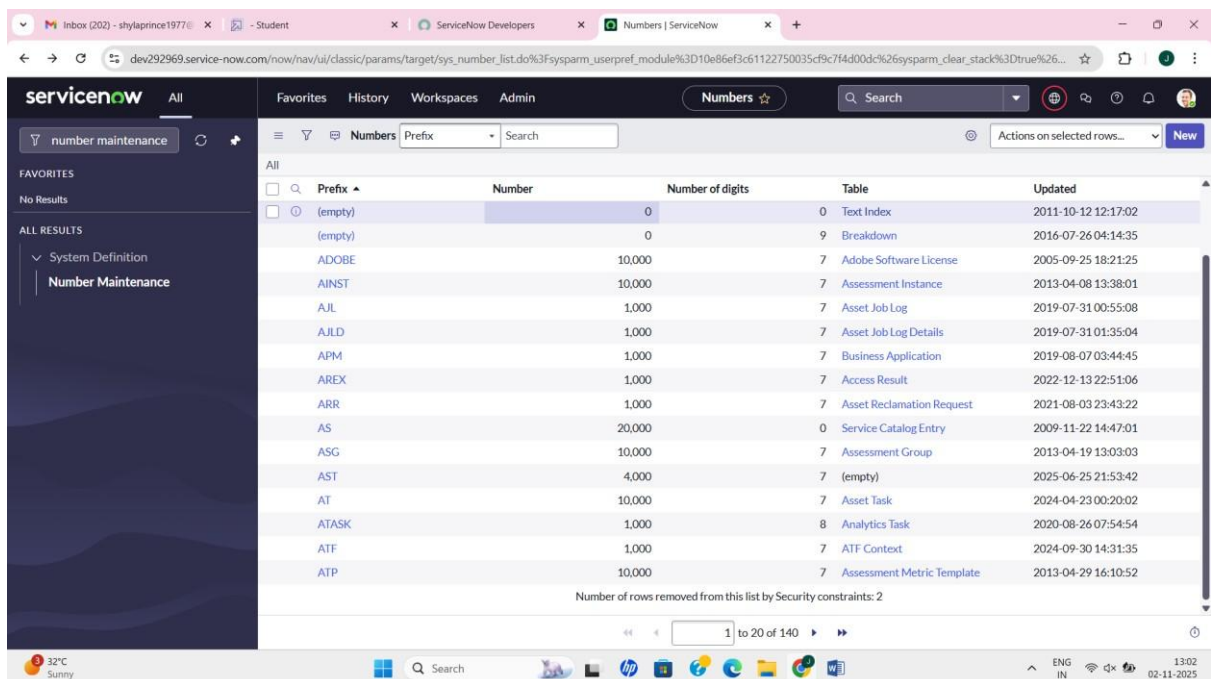 Inbox (202) - shylaprince1977@
- Student
ServiceNow Developers
Numbers | ServiceNow
dev292969.service-now.com/now/nav/ui/classic/params/target/sys_number_list.do%3Fsysparm_userpref_module%3D10e86ef3c61122750035cf9c7f4d00dc%26sysparm_clear_stack%3Dtrue%26...
J
servicenow All Favorites History Workspaces Admin Numbers Search
number maintenance
Numbers Prefix Search Actions on selected rows... New
FAVORITES
No Results
ALL RESULTS
System Definition
Number Maintenance
All
Prefix Number Number of digits Table Updated
(empty) 0 0 Text Index 2011-10-12 12:17:02
(empty) 0 9 Breakdown 2016-07-26 04:14:35
ADOBE 10,000 7 Adobe Software License 2005-09-25 18:21:25
AINST 10,000 7 Assessment Instance 2013-04-08 13:38:01
AJL 1,000 7 Asset Job Log 2019-07-31 00:55:08
AJLD 1,000 7 Asset Job Log Details 2019-07-31 01:35:04
APM 1,000 7 Business Application 2019-08-07 03:44:45
AREX 1,000 7 Access Result 2022-12-13 22:51:06
ARR 1,000 7 Asset Reclamation Request 2021-08-03 23:43:22
AS 20,000 0 Service Catalog Entry 2009-11-22 14:47:01
ASG 10,000 7 Assessment Group 2013-04-19 13:03:03
AST 4,000 7 (empty) 2025-06-25 21:53:42
AT 10,000 7 Asset Task 2024-04-23 00:20:02
ATASK 1,000 8 Analytics Task 2020-08-26 07:54:54
ATF 1,000 7 ATF Context 2024-09-30 14:31:35
ATP 10,000 7 Assessment Metric Template 2013-04-29 16:10:52
Number of rows removed from this list by Security constraints: 2
1 to 20 of 140
3 32°C
Sunny
Search
ENG
IN
13:02
02-11-2025